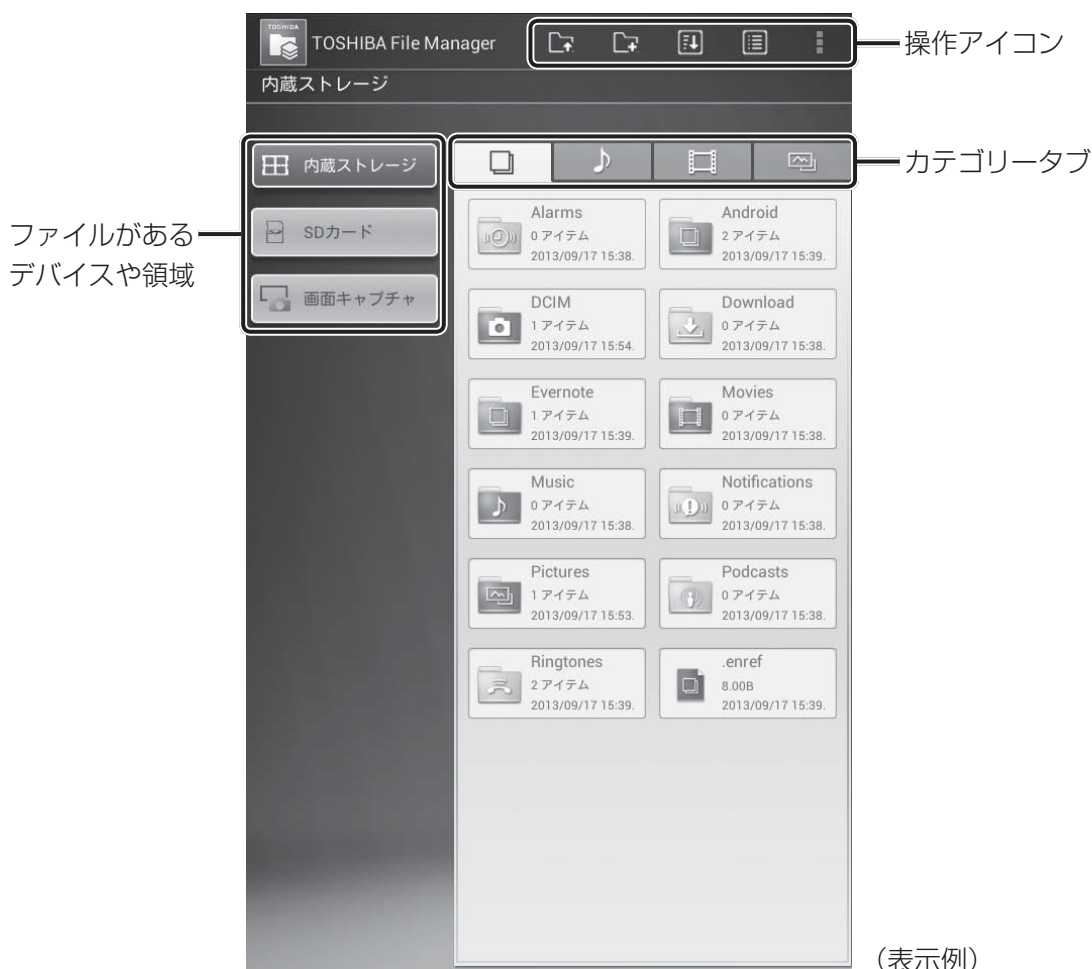 TOSHIBA
TOSHIBA File Manager
操作アイコン
内蔵ストレージ
内蔵ストレージ
SDカード
画面キャプチャ
ファイルがある
デバイスや領域
カテゴリータブ
Alarms
0 アイテム
2013/09/17 15:38.
Android
2 アイテム
2013/09/17 15:39.
DCIM
1 アイテム
2013/09/17 15:54.
Download
0 アイテム
2013/09/17 15:38.
Evernote
1 アイテム
2013/09/17 15:39.
Movies
0 アイテム
2013/09/17 15:38.
Music
0 アイテム
2013/09/17 15:38.
Notifications
0 アイテム
2013/09/17 15:38.
Pictures
1 アイテム
2013/09/17 15:53.
Podcasts
0 アイテム
2013/09/17 15:38.
Ringtones
2 アイテム
2013/09/17 15:39.
.enref
8.00B
2013/09/17 15:39.
(表示例)